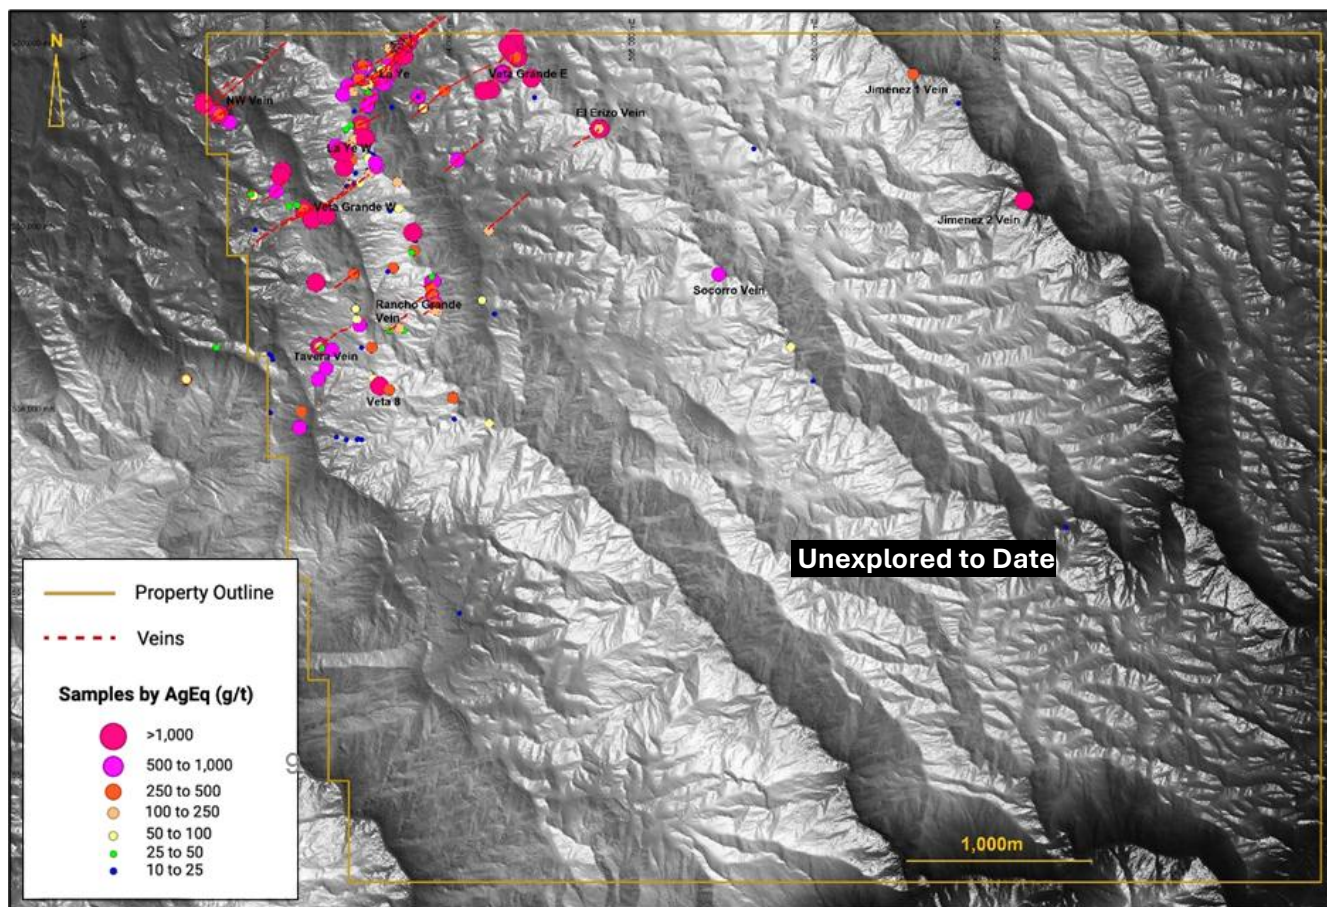 N
La Ye
Veta Grande E
NW Vein
Jimenez 1 Vein
El Erizo Vein
La Ye W
Veta Grande W
Jimenez 2 Vein
Socorro Vein
Rancho Grande
Vein
Tavera Vein
Veta 8
Unexplored to Date
Property Outline
Veins
Samples by AgEq (g/t)
>1,000
500 to 1,000
250 to 500
100 to 250
50 to 100
25 to 50
10 to 25
9
1,000m